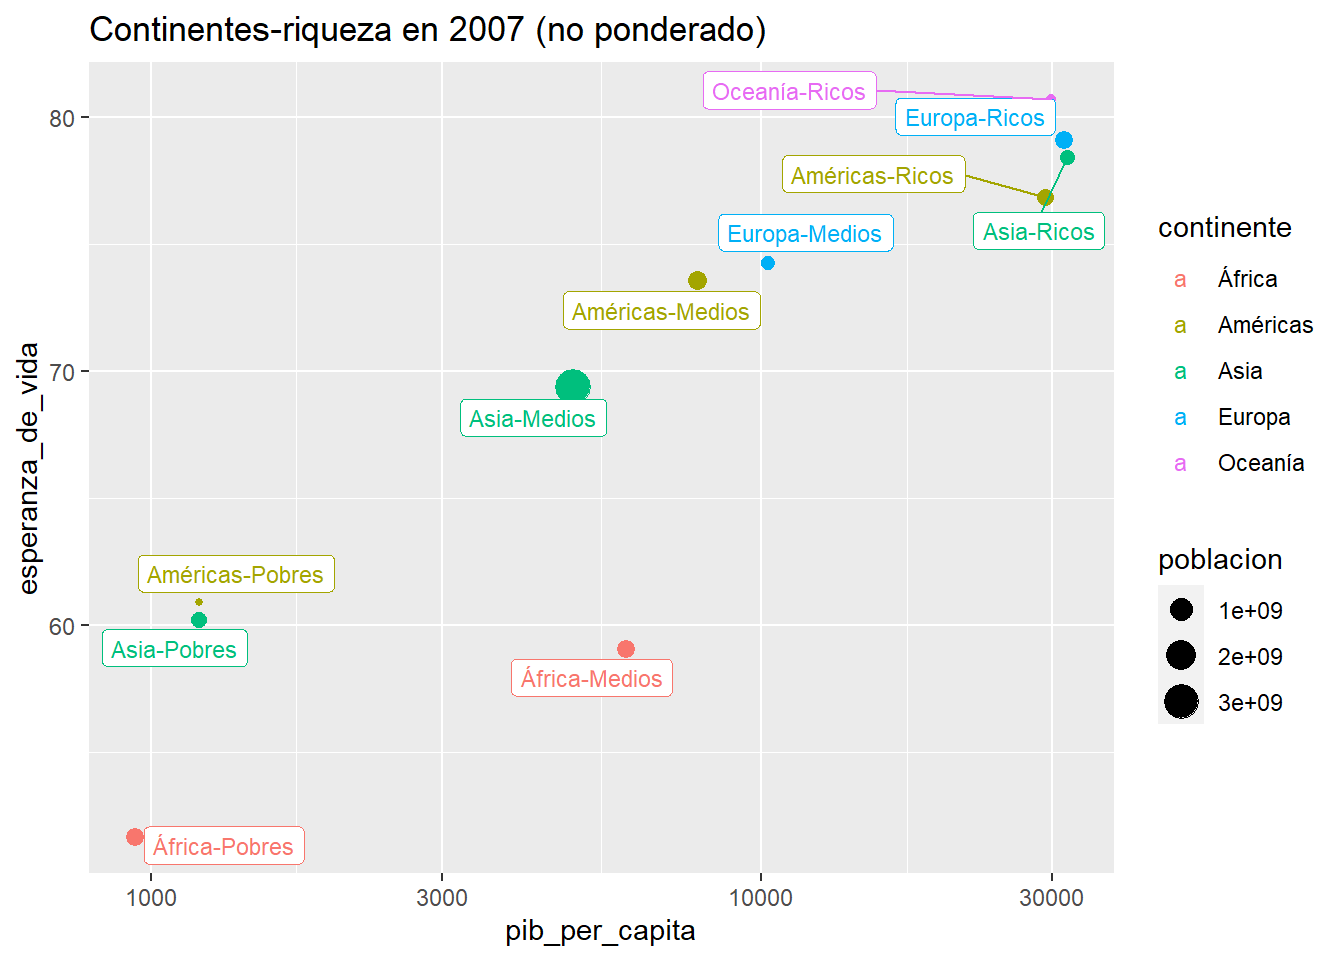 Continentes-riqueza en 2007 (no ponderado)
esperanza_de_vida
80
70
60
Oceanía-Ricos
Europa-Ricos
Américas-Ricos
Asia-Ricos
Europa-Medios
Américas-Medios
Asia-Medios
Américas-Pobres
Asia-Pobres
África-Medios
África-Pobres
1000
3000
10000
30000
pib_per_capita
continente
a África
a Américas
a Asia
a Europa
a Oceanía
poblacion
1e+09
2e+09
3e+09